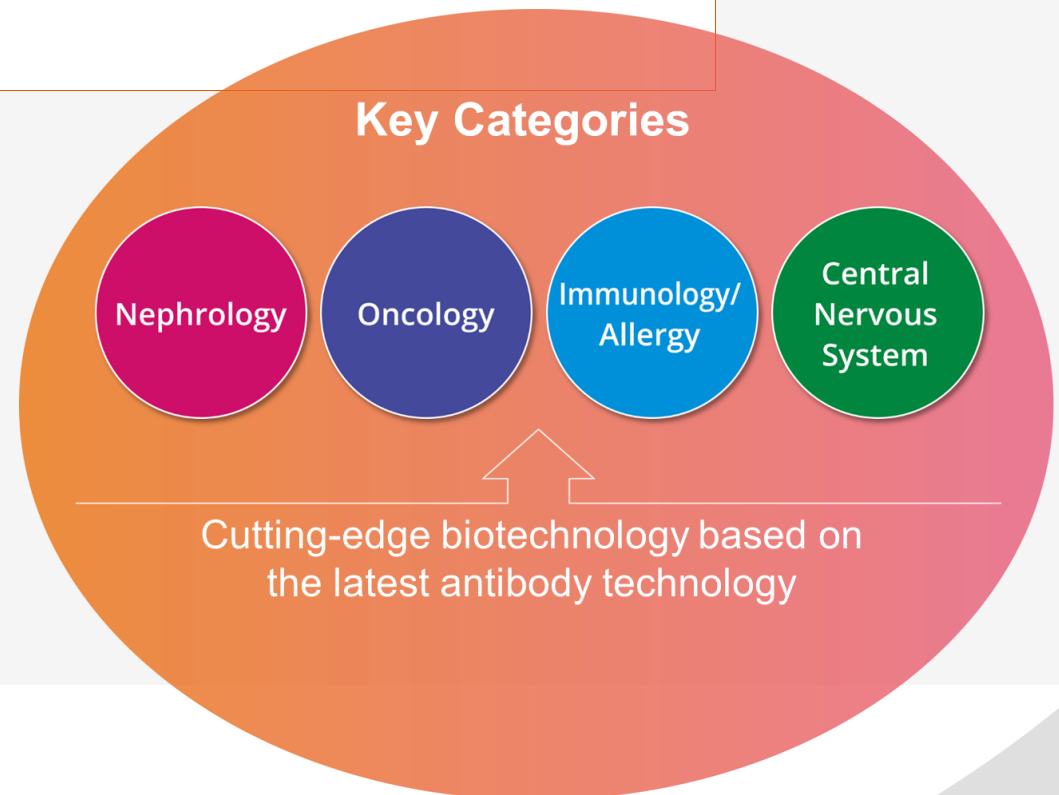 Key Categories
Nephrology
Oncology
Immunology/
Allergy
Central
Nervous
System
Cutting-edge biotechnology based on
the latest antibody technology